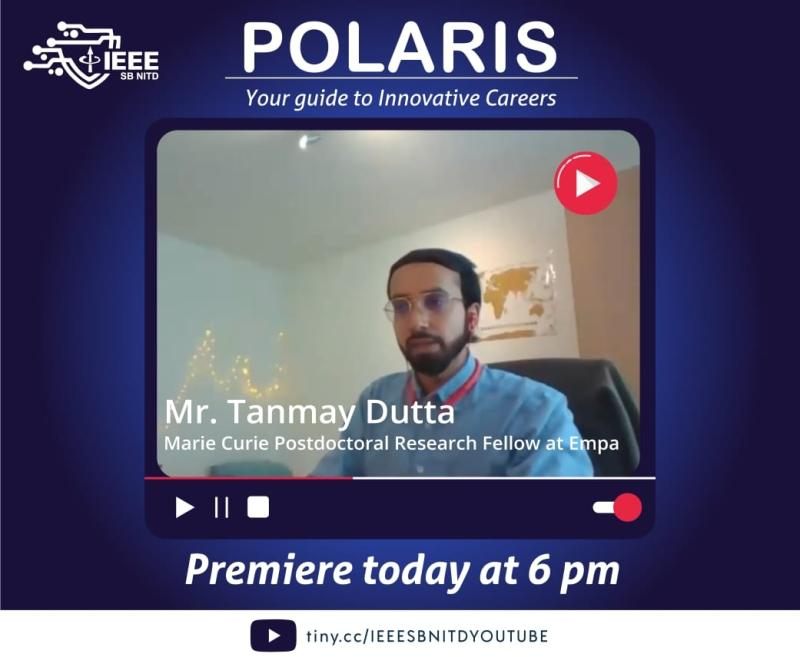 IEEE
SB NITD
POLARIS
Your guide to Innovative Careers
Mr. Tanmay Dutta
Marie Curie Postdoctoral Research Fellow at Empa
Premiere today at 6 pm
tiny.cc/IEEESBNITDYOUTUBE